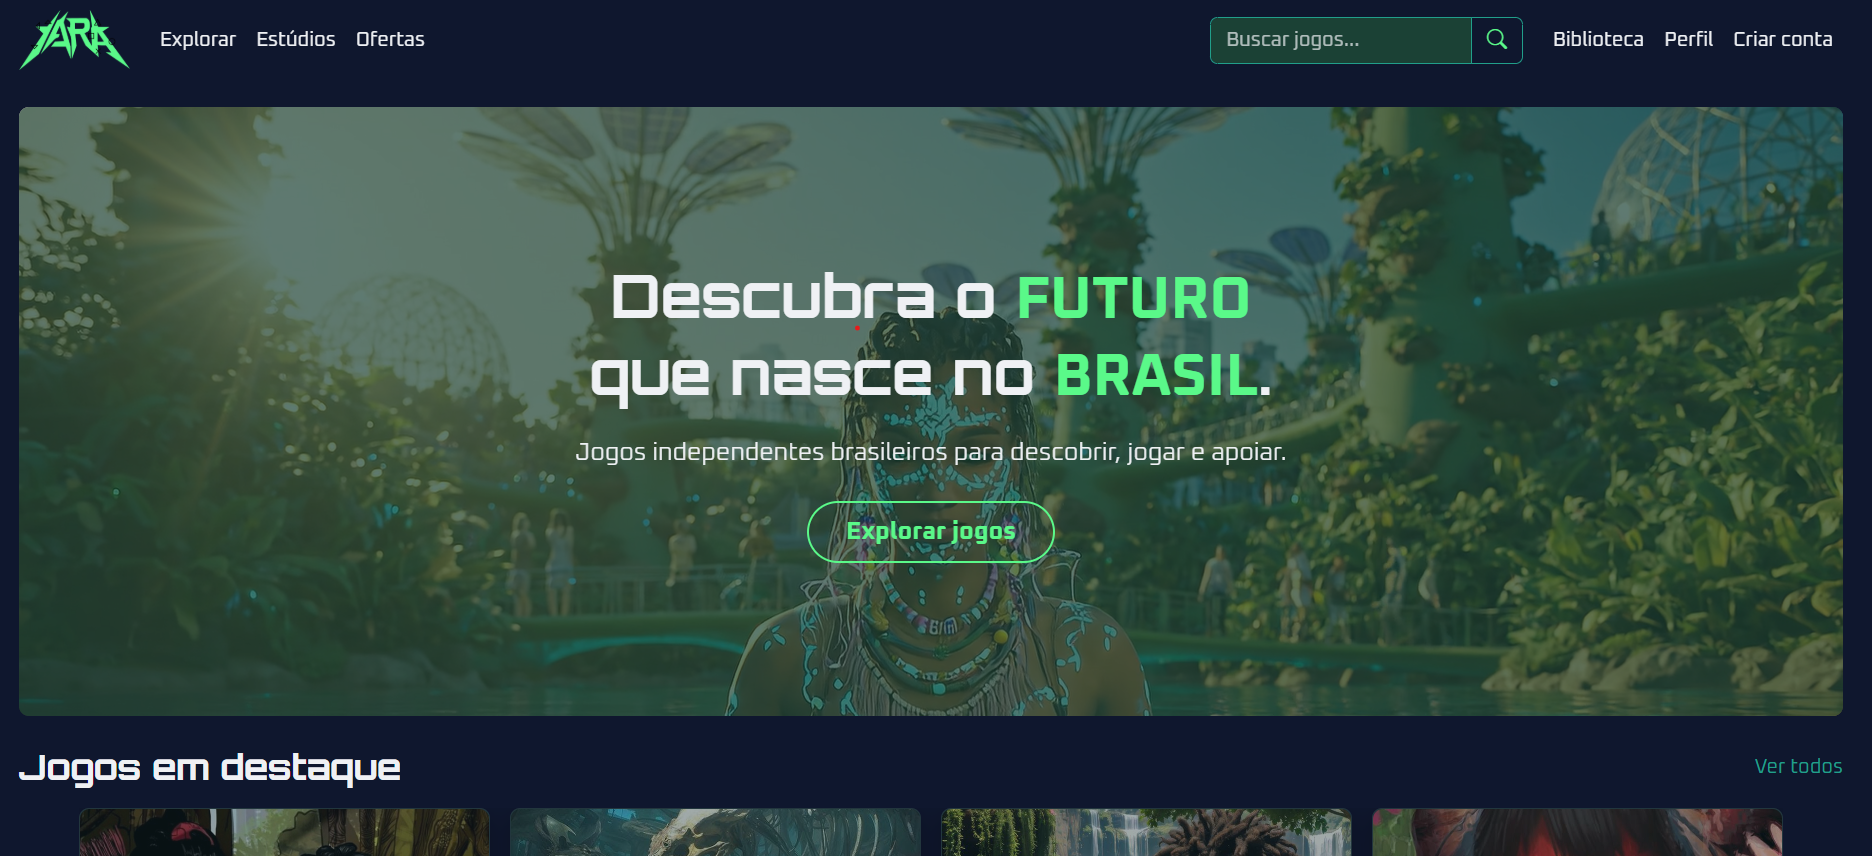 IARA
Explorar Estúdios Ofertas
Buscar jogos...
Biblioteca Perfil Criar conta
Descubra o FUTURO
que nasce no BRASIL.
Jogos independentes brasileiros para descobrir, jogar e apoiar.
Explorar jogos
Jogos em destaque
Ver todos